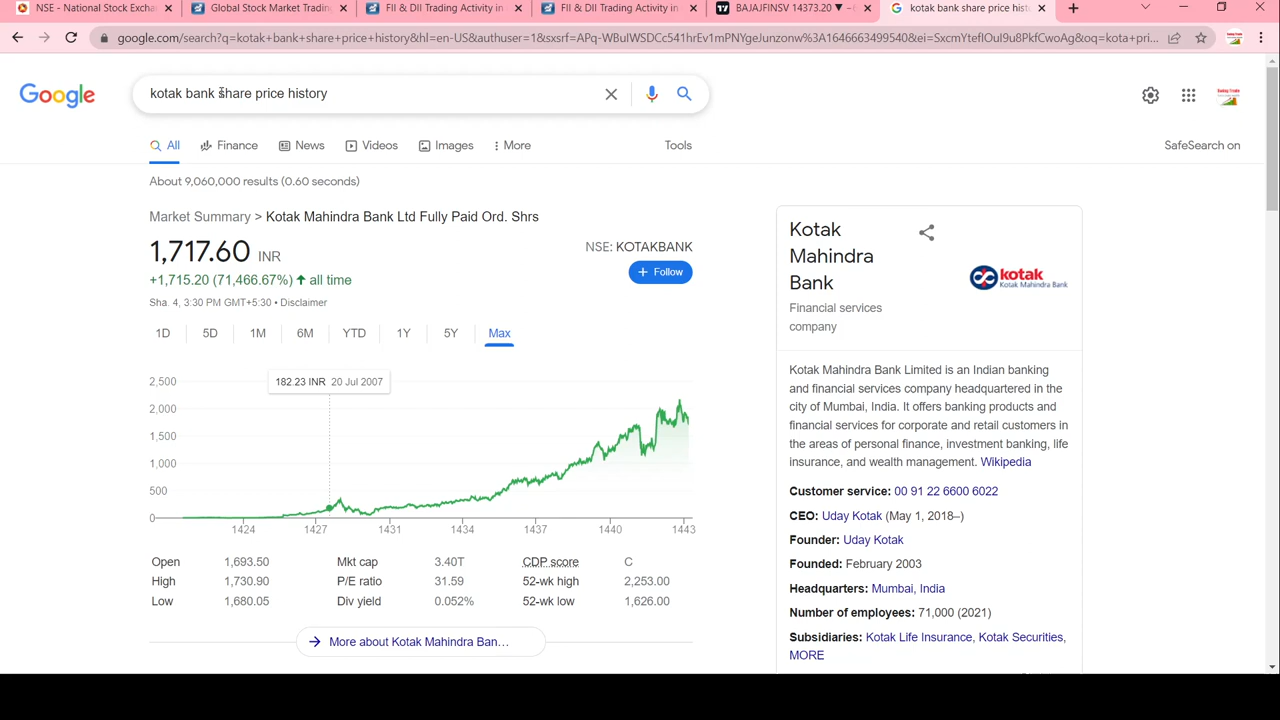 NSE - National Stock Excha
Global Stock Market Trading
FII & DII Trading Activity in
FII & DII Trading Activity in
BAJAJFINSV 14373.20 ▼ −
kotak bank share price hist
google.com/search?q=kotak+bank+share+price+history&hl=en-US&authuser=1&sxsrf=APq-WBuIWSDCc541hrEv1mPNYgeJunzonw%3A1646663499540&ei=SxcmYtefIOuI9u8PkfCwoAg&oq=kota+pri...
Google
kotak bank share price history
All
Finance
News
Videos
Images
More
Tools
SafeSearch on
About 9,060,000 results (0.60 seconds)
Market Summary > Kotak Mahindra Bank Ltd Fully Paid Ord. Shrs
1,717.60 INR
NSE: KOTAKBANK
+ Follow
+1,715.20 (71,466.67%) ↑ all time
Sha. 4, 3:30 PM GMT+5:30 • Disclaimer
1D
5D
1M
6M
YTD
1Y
5Y
Max
182.23 INR 20 Jul 2007
2,500
2,000
1,500
1,000
500
0
1424
1427
1431
1434
1437
1440
1443
Open 1,693.50
Mkt cap 3.40T
CDP score C
High 1,730.90
P/E ratio 31.59
52-wk high 2,253.00
Low 1,680.05
Div yield 0.052%
52-wk low 1,626.00
More about Kotak Mahindra Ban…
Kotak
Mahindra
Bank
kotak
Kotak Mahindra Bank
Financial services
company
Kotak Mahindra Bank Limited is an Indian banking
and financial services company headquartered in the
city of Mumbai, India. It offers banking products and
financial services for corporate and retail customers in
the areas of personal finance, investment banking, life
insurance, and wealth management. Wikipedia
Customer service: 00 91 22 6600 6022
CEO: Uday Kotak (May 1, 2018–)
Founder: Uday Kotak
Founded: February 2003
Headquarters: Mumbai, India
Number of employees: 71,000 (2021)
Subsidiaries: Kotak Life Insurance, Kotak Securities,
MORE